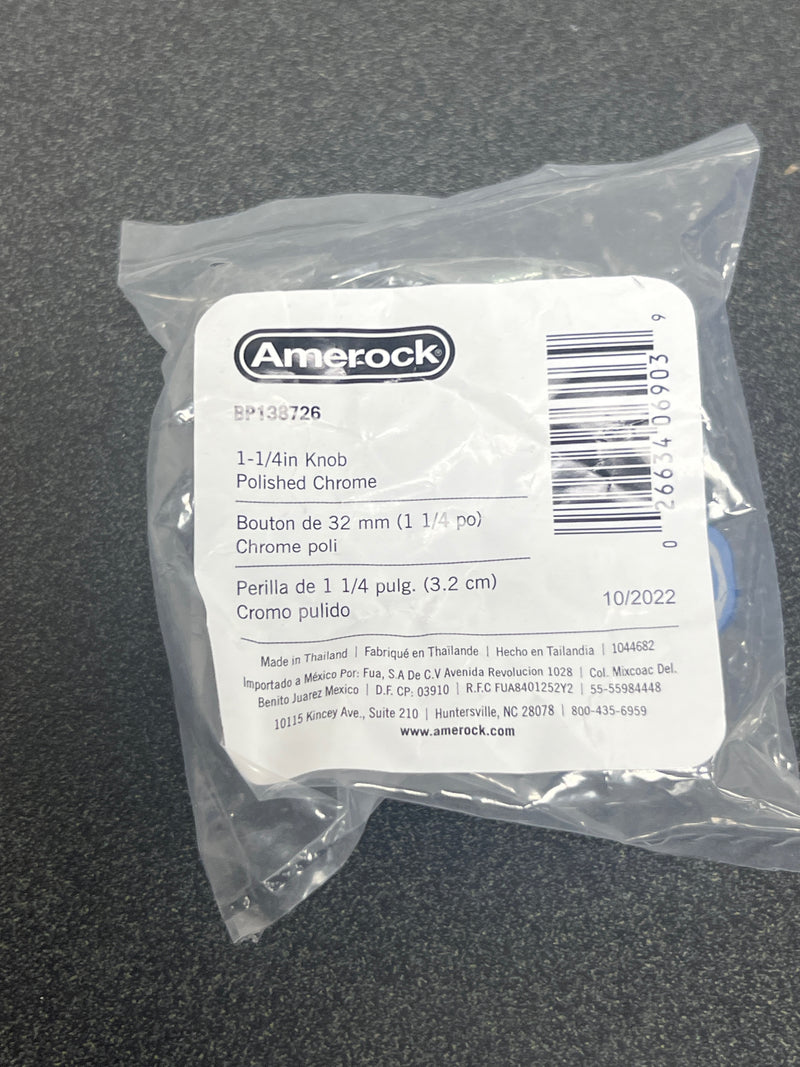 Amerock®
BP138726
1-1/4in Knob
Polished Chrome
Bouton de 32 mm (1 1/4 po)
Chrome poli
Perilla de 1 1/4 pulg. (3.2 cm)
Cromo pulido
10/2022
0 26634 06903 9
Made in Thailand | Fabriqué en Thaïlande | Hecho en Tailandia | 1044682
Importado a México Por: Fua, S.A De C.V Avenida Revolucion 1028 | Col. Mixcoac Del.
Benito Juarez Mexico | D.F. CP: 03910 | R.F.C FUA8401252Y2 | 55-55984448
10115 Kincey Ave., Suite 210 | Huntersville, NC 28078 | 800-435-6959
www.amerock.com